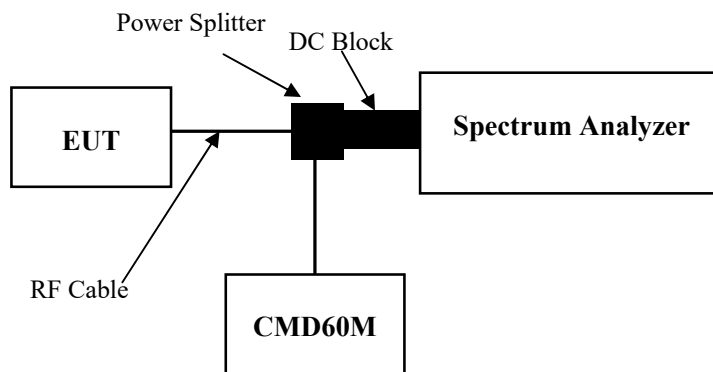 Power Splitter
DC Block
EUT
Spectrum Analyzer
RF Cable
CMD60M